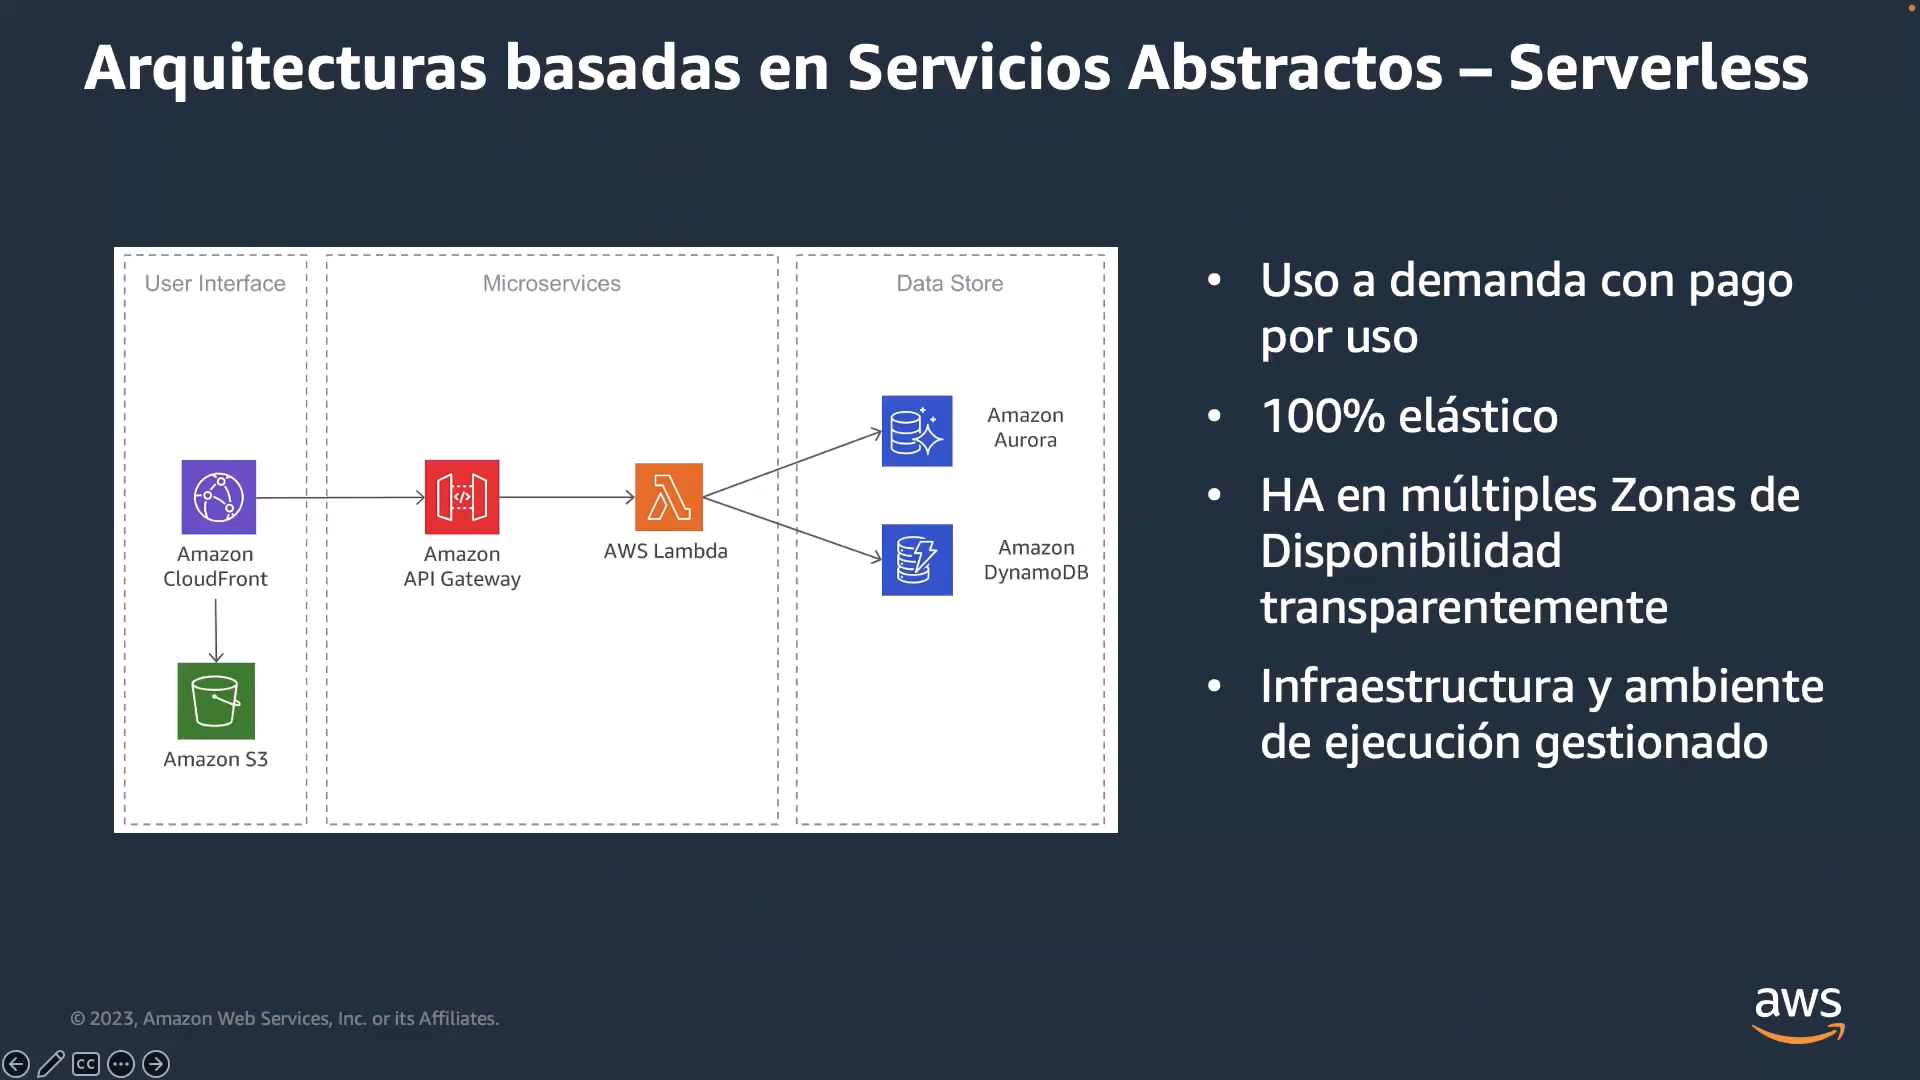 Arquitecturas basadas en Servicios Abstractos – Serverless
User Interface
Microservices
Data Store
Amazon
CloudFront
Amazon S3
Amazon
API Gateway
AWS Lambda
Amazon
Aurora
Amazon
DynamoDB
• Uso a demanda con pago
por uso
• 100% elástico
• HA en múltiples Zonas de
Disponibilidad
transparentemente
• Infraestructura y ambiente
de ejecución gestionado
© 2023, Amazon Web Services, Inc. or its Affiliates.
aws
CC